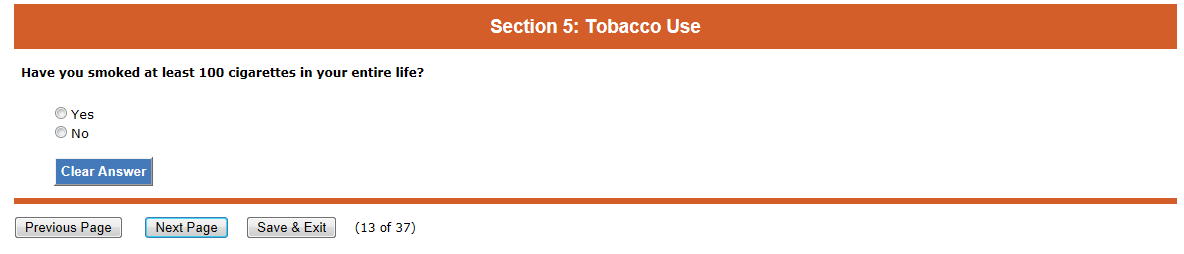 Section 5: Tobacco Use
Have you smoked at least 100 cigarettes in your entire life?
Yes
No
Clear Answer
Previous Page Next Page Save & Exit (13 of 37)